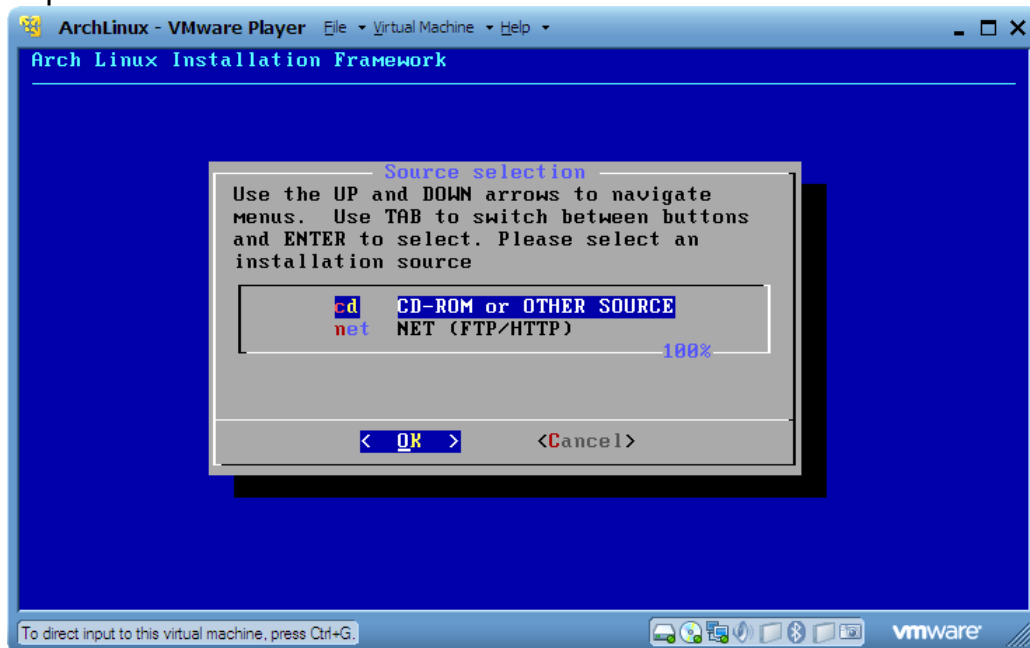 ArchLinux - VMware Player File Virtual Machine Help
Arch Linux Installation Framework
Source selection
Use the UP and DOWN arrows to navigate
menus. Use TAB to switch between buttons
and ENTER to select. Please select an
installation source
cd CD-ROM or OTHER SOURCE
net NET (FTP/HTTP)
100%
< OK > <Cancel>
To direct input to this virtual machine, press Ctrl+G.
vmware